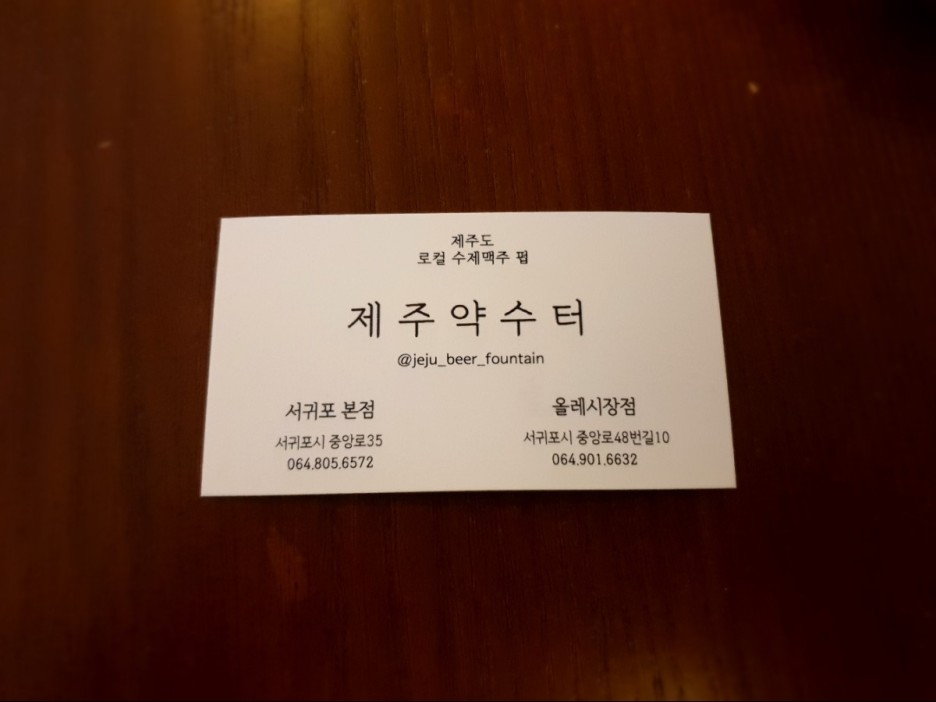 제주도
로컬 수제맥주 펍
제주약수터
@jeju_beer_fountain
서귀포 본점
서귀포시 중앙로35
064.805.6572
올레시장점
서귀포시 중앙로48번길10
064.901.6632